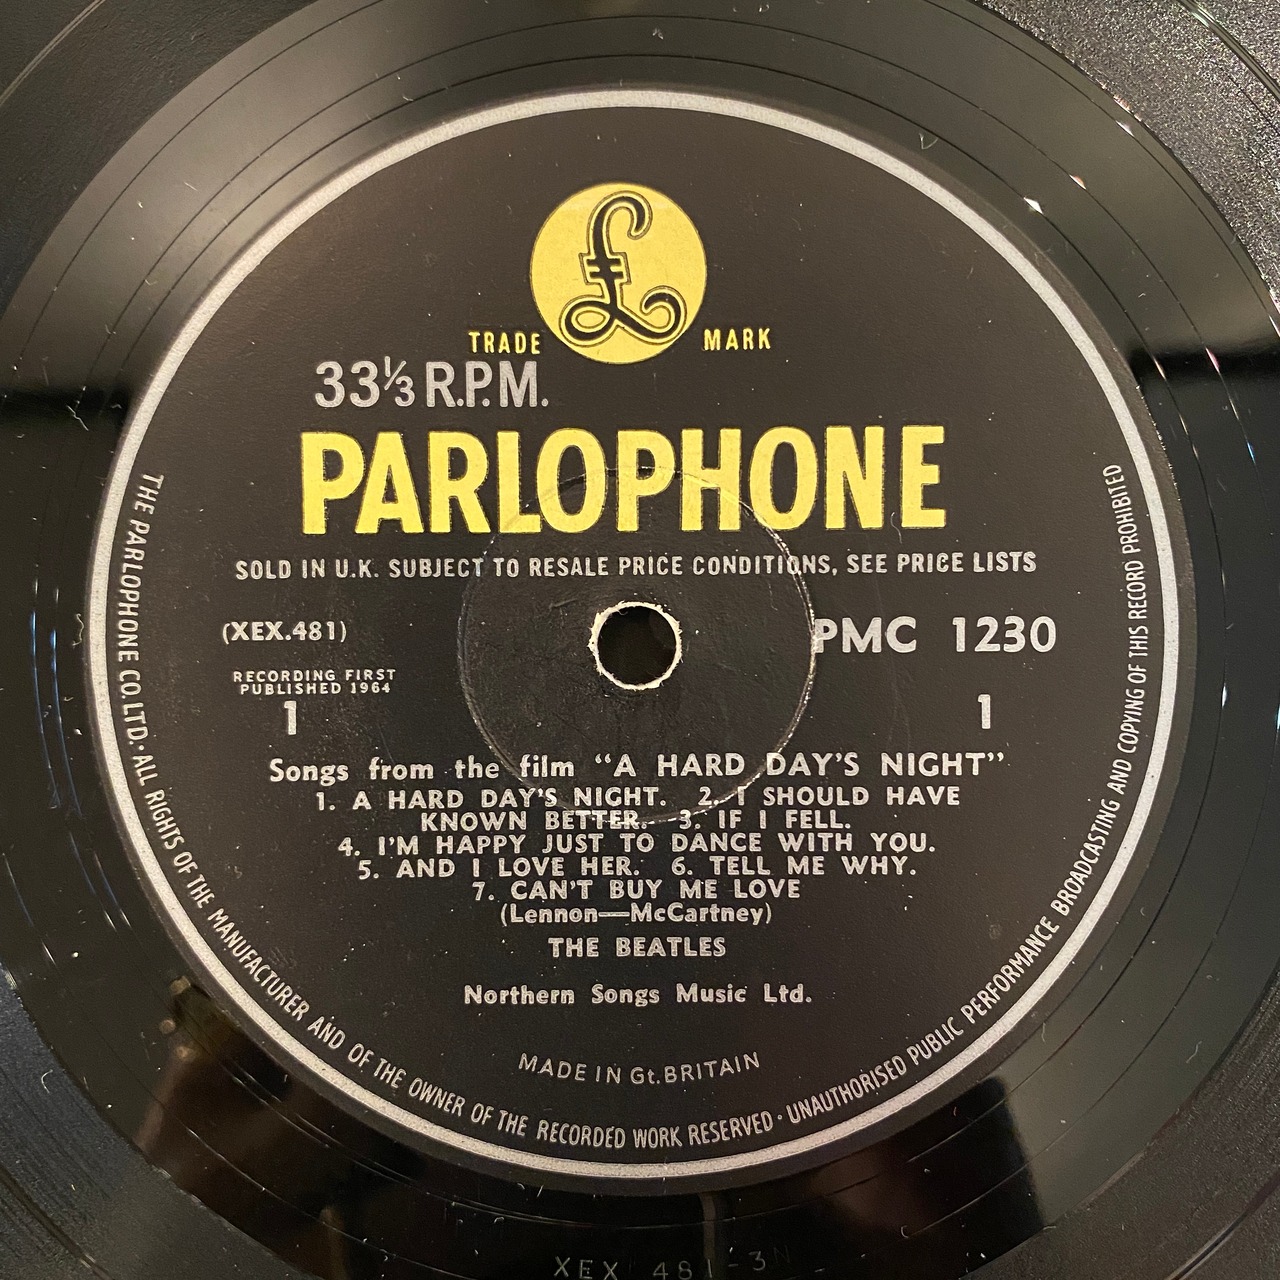 £
TRADE MARK
33⅓ R.P.M.
PARLOPHONE
SOLD IN U.K. SUBJECT TO RESALE PRICE CONDITIONS, SEE PRICE LISTS
(XEX.481)
PMC 1230
RECORDING FIRST
PUBLISHED 1964
1
1
Songs from the film “A HARD DAY'S NIGHT”
1. A HARD DAY'S NIGHT. 2. I SHOULD HAVE
KNOWN BETTER. 3. IF I FELL.
4. I'M HAPPY JUST TO DANCE WITH YOU.
5. AND I LOVE HER. 6. TELL ME WHY.
7. CAN'T BUY ME LOVE
(Lennon—McCartney)
THE BEATLES
Northern Songs Music Ltd.
MADE IN Gt. BRITAIN
THE PARLOPHONE CO. LTD. · ALL RIGHTS OF THE MANUFACTURER AND OF THE OWNER OF THE RECORDED WORK RESERVED · UNAUTHORISED PUBLIC PERFORMANCE BROADCASTING AND COPYING OF THIS RECORD PROHIBITED
XEX 481-3N